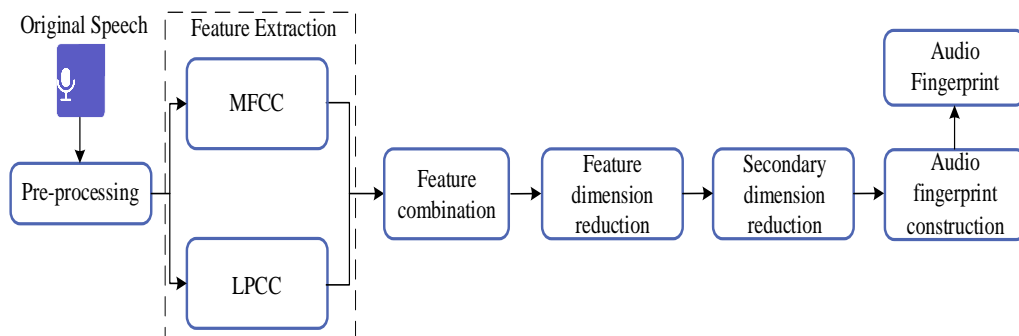 Original Speech
Feature Extraction
MFCC
LPCC
Pre-processing
Feature
combination
Feature
dimension
reduction
Secondary
dimension
reduction
Audio
fingerprint
construction
Audio
Fingerprint